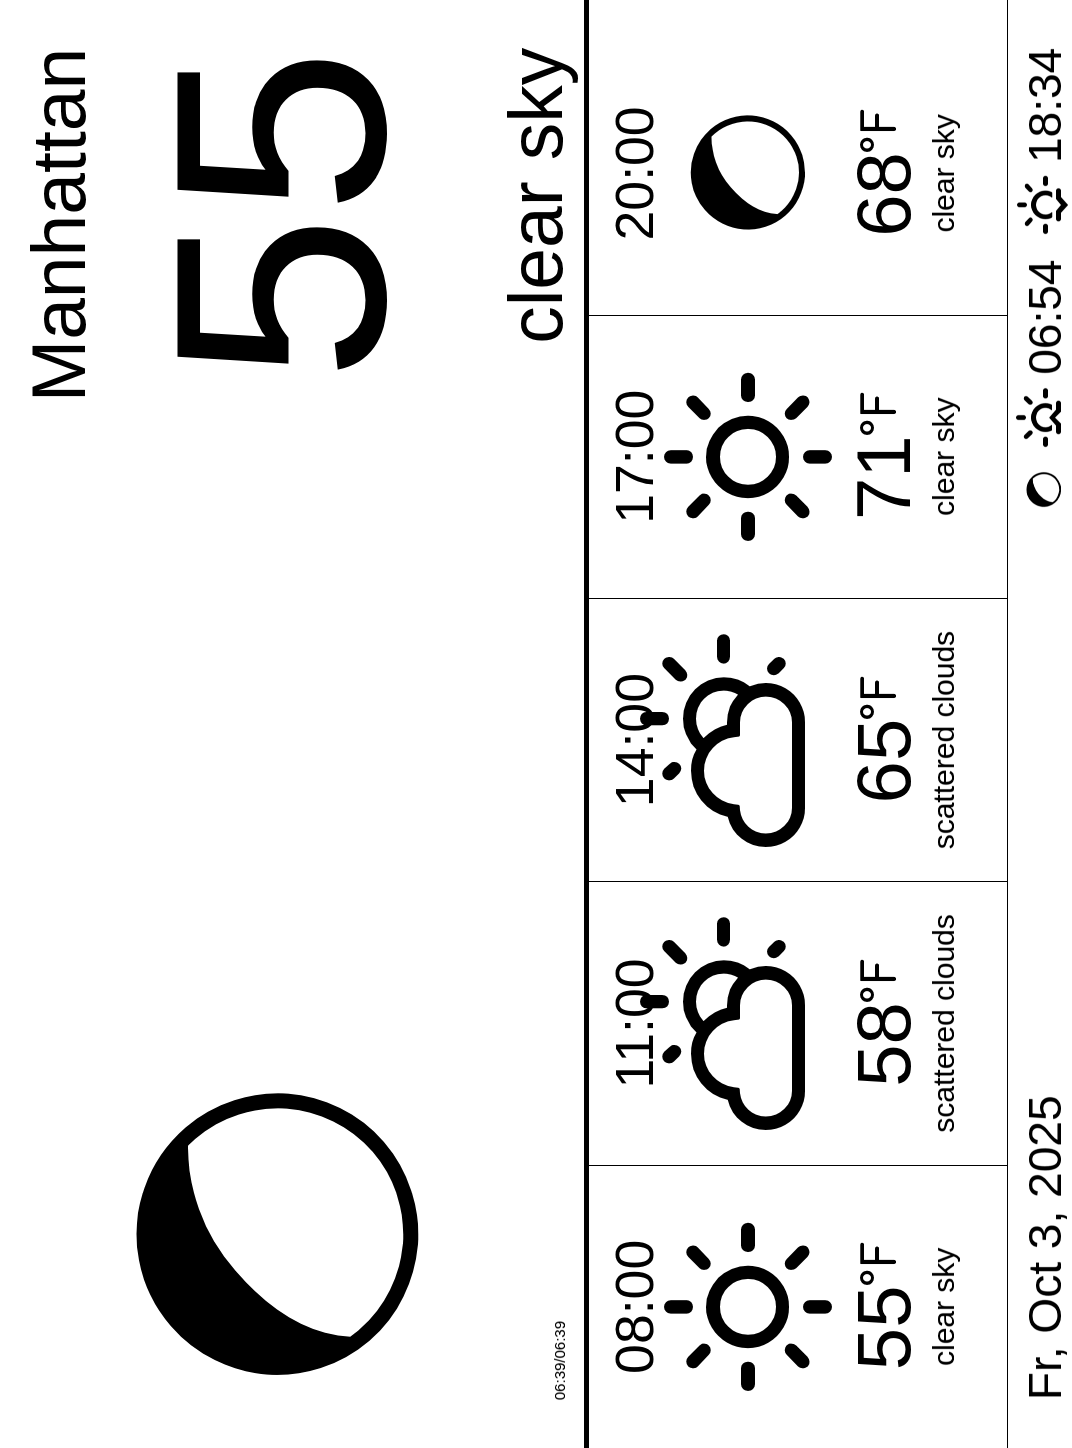 Manhattan
55
clear sky
06:39/06:39
08:00
55°F
clear sky
11:00
58°F
scattered clouds
14:00
65°F
scattered clouds
17:00
71°F
clear sky
20:00
68°F
clear sky
Fr, Oct 3, 2025
06:54
18:34